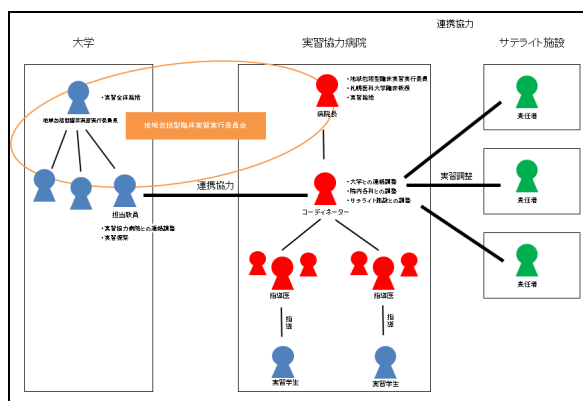 連携協力
大学
実習協力病院
サテライト施設
・実習全体総括
地域包括型臨床実習実行委員長
地域包括型臨床実習実行委員会
・地域包括型臨床実習実行委員長
・札幌医科大学臨床教授
・実習総括
病院長
責任者
連携協力
担当教員
・実習協力病院との連絡調整
・実習視察
・大学との連絡調整
・院内各科との調整
・サテライト施設との調整
コーディネーター
実習調整
責任者
責任者
指導医
指導医
指導
指導
実習学生
実習学生